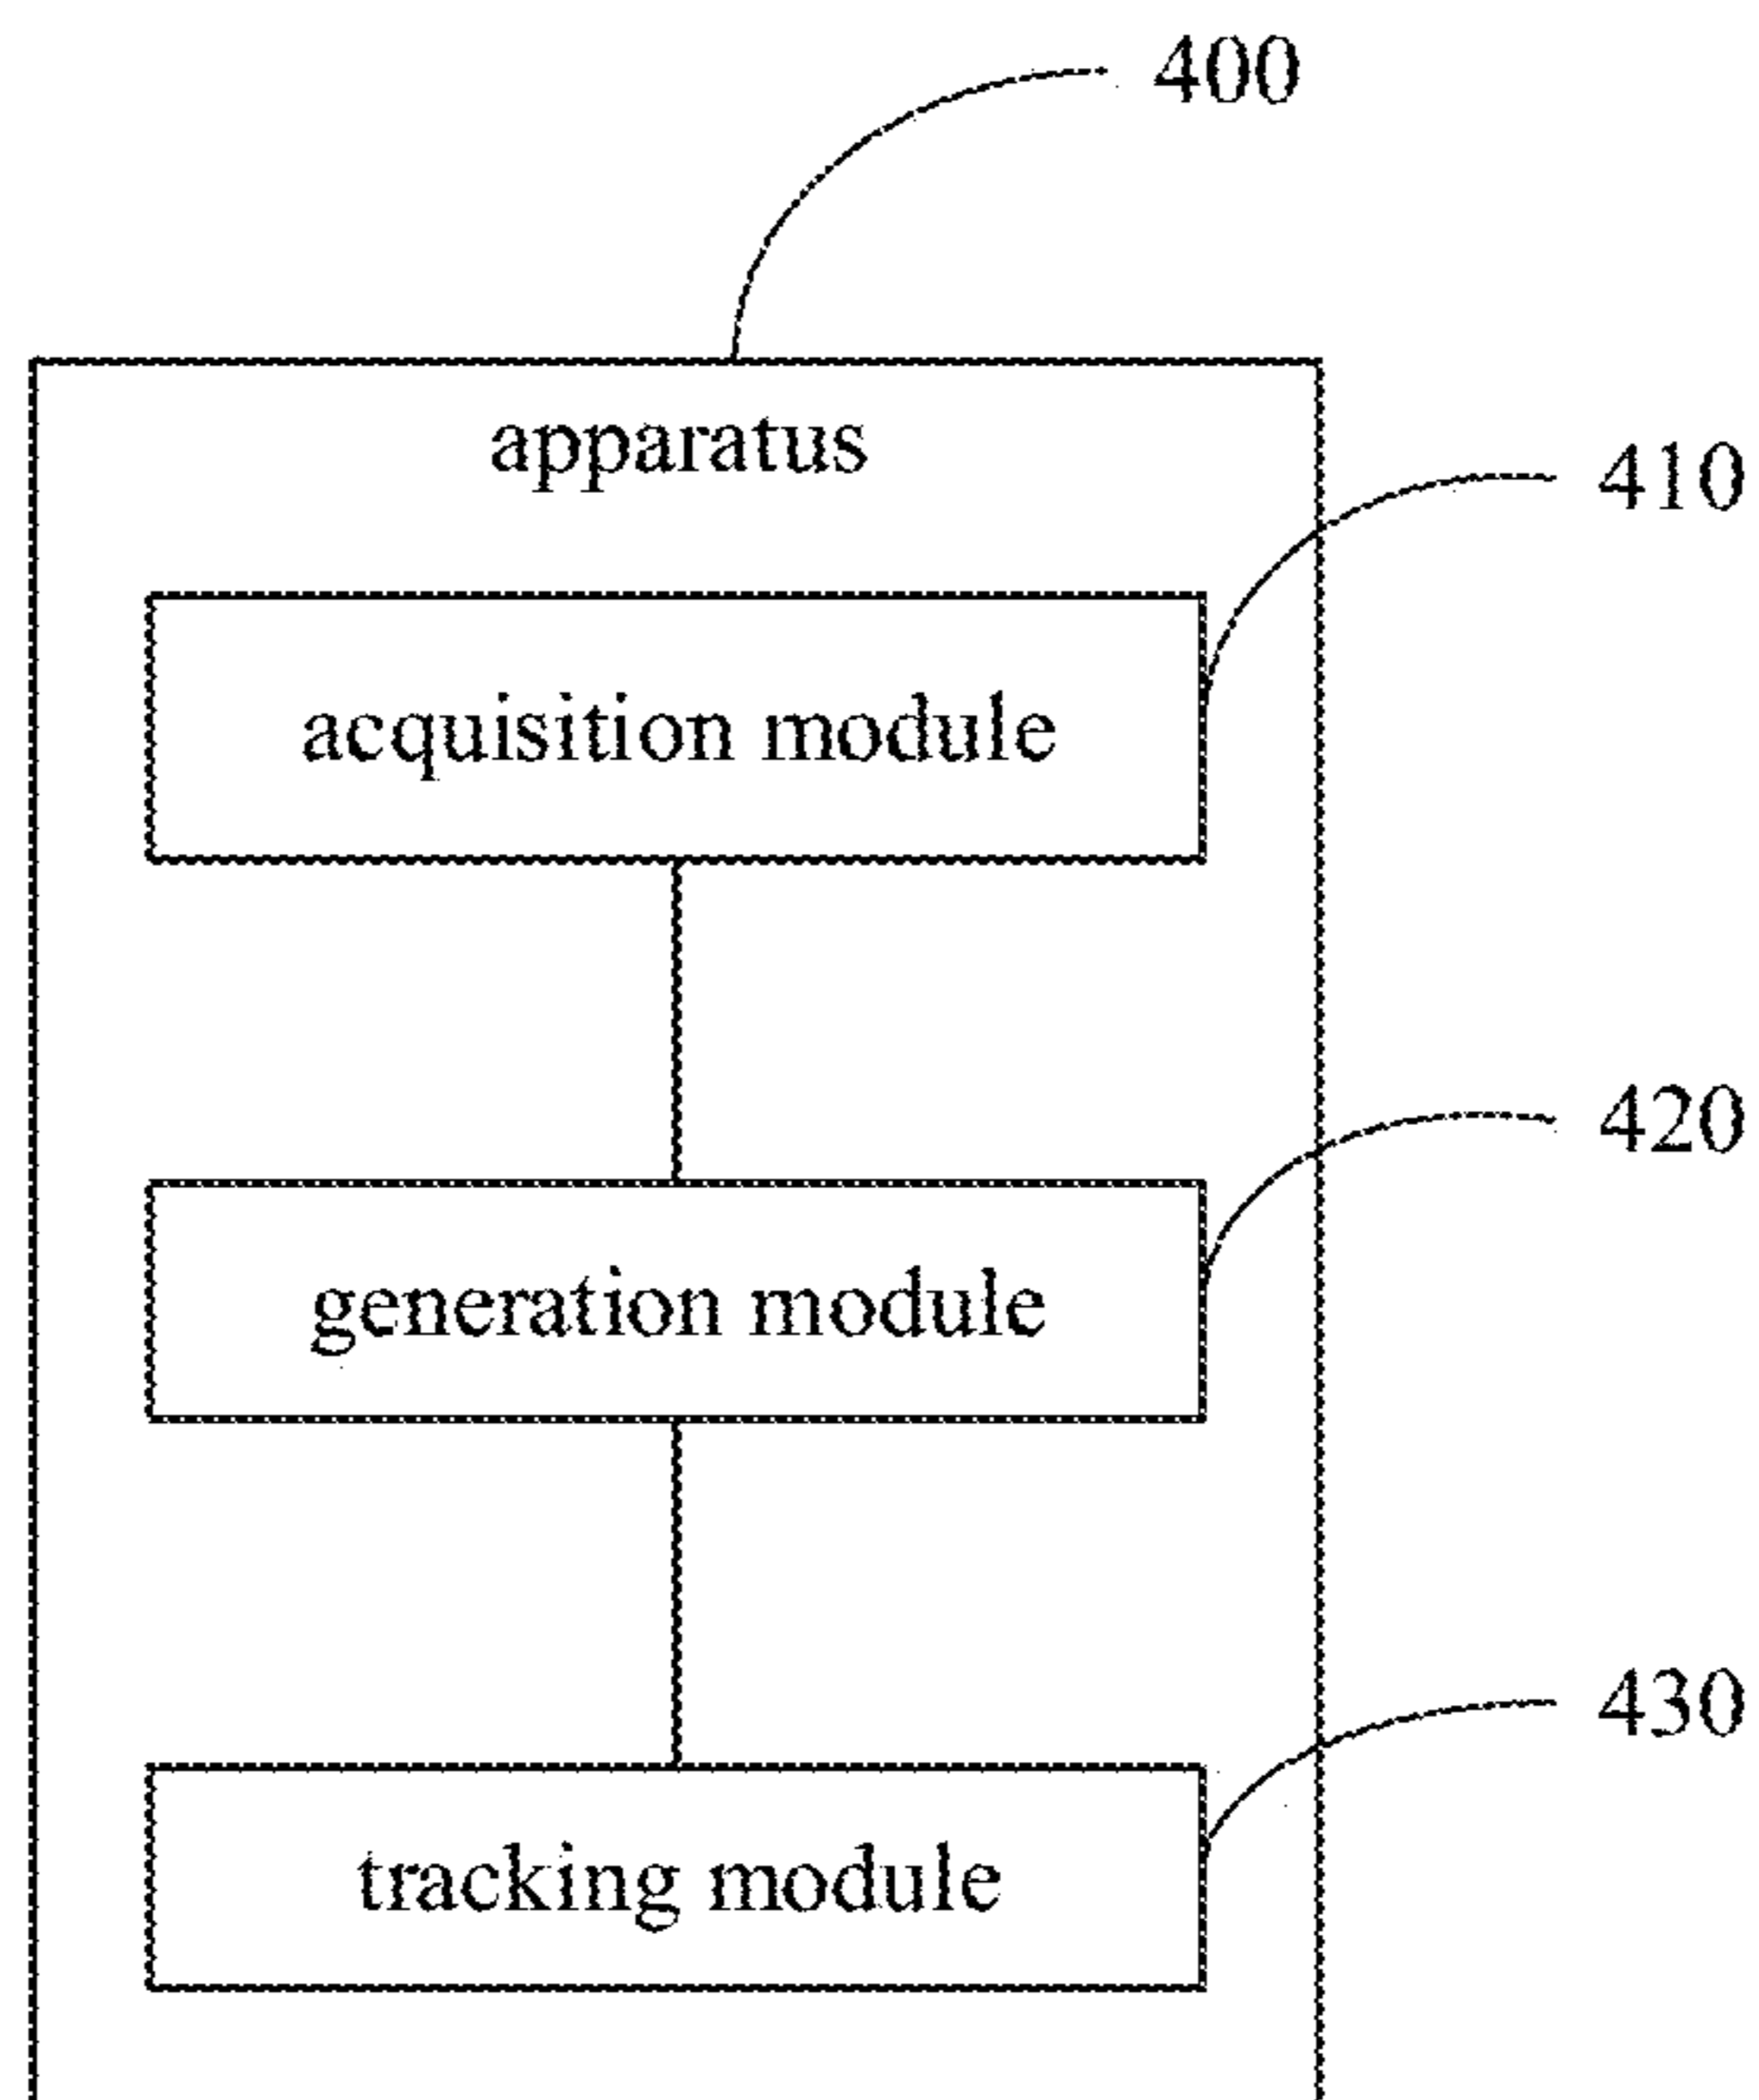 400
apparatus
410
acquisition module
420
generation module
430
tracking module